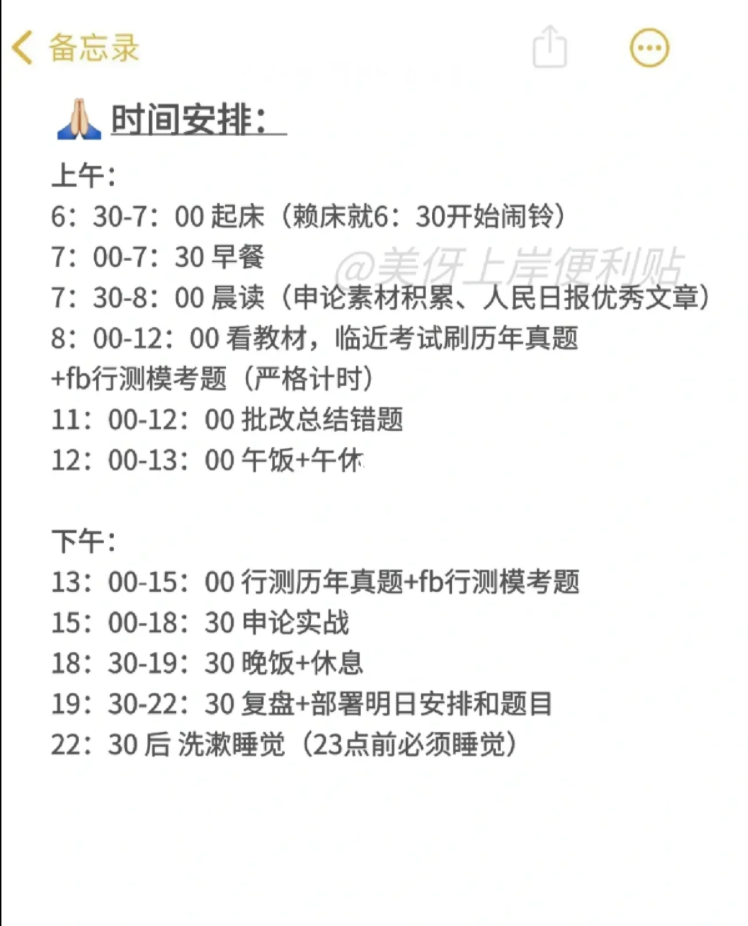 备忘录
时间安排：
上午：
6：30-7：00 起床（赖床就6：30开始闹铃）
7：00-7：30 早餐
@美伢上岸便利贴
7：30-8：00 晨读（申论素材积累、人民日报优秀文章）
8：00-12：00 看教材，临近考试刷历年真题
+fb行测模考题（严格计时）
11：00-12：00 批改总结错题
12：00-13：00 午饭+午休
下午：
13：00-15：00 行测历年真题+fb行测模考题
15：00-18：30 申论实战
18：30-19：30 晚饭+休息
19：30-22：30 复盘+部署明日安排和题目
22：30 后 洗漱睡觉（23点前必须睡觉）